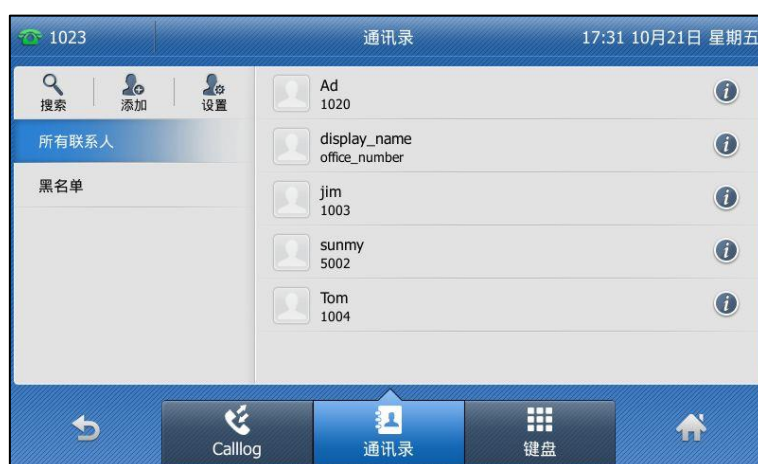 1023
通讯录
17:31 10月21日 星期五
搜索
添加
设置
所有联系人
黑名单
Ad
1020
display_name
office_number
jim
1003
sunmy
5002
Tom
1004
Calllog
通讯录
键盘